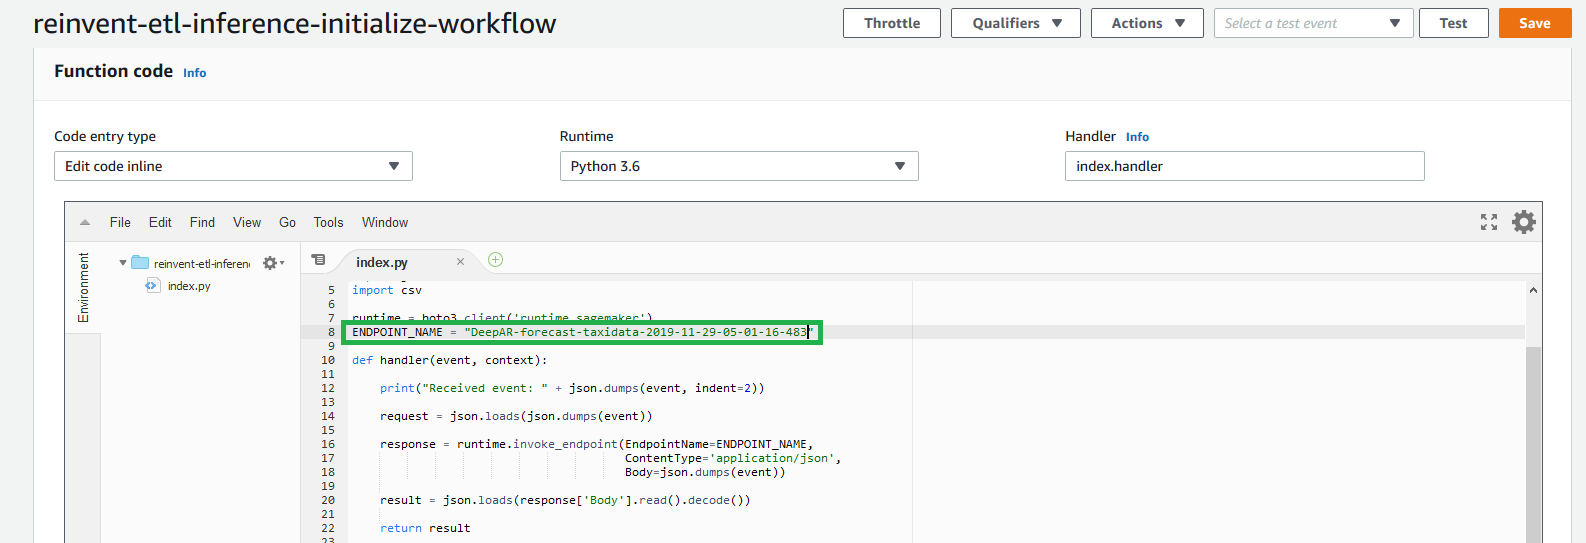 reinvent-etl-inference-initialize-workflow
Throttle Qualifiers Actions Select a test event Test Save
Function code Info
Code entry type Runtime Handler Info
Edit code inline Python 3.6 index.handler
File Edit Find View Go Tools Window
Environment
reinvent-etl-inferen
index.py
index.py
5 import csv
6
7 runtime = boto3.client('runtime.sagemaker')
8 ENDPOINT_NAME = "DeepAR-forecast-taxidata-2019-11-29-05-01-16-483"
9
10 def handler(event, context):
11
12 print("Received event: " + json.dumps(event, indent=2))
13
14 request = json.loads(json.dumps(event))
15
16 response = runtime.invoke_endpoint(EndpointName=ENDPOINT_NAME,
17 ContentType='application/json',
18 Body=json.dumps(event))
19
20 result = json.loads(response['Body'].read().decode())
21
22 return result
23